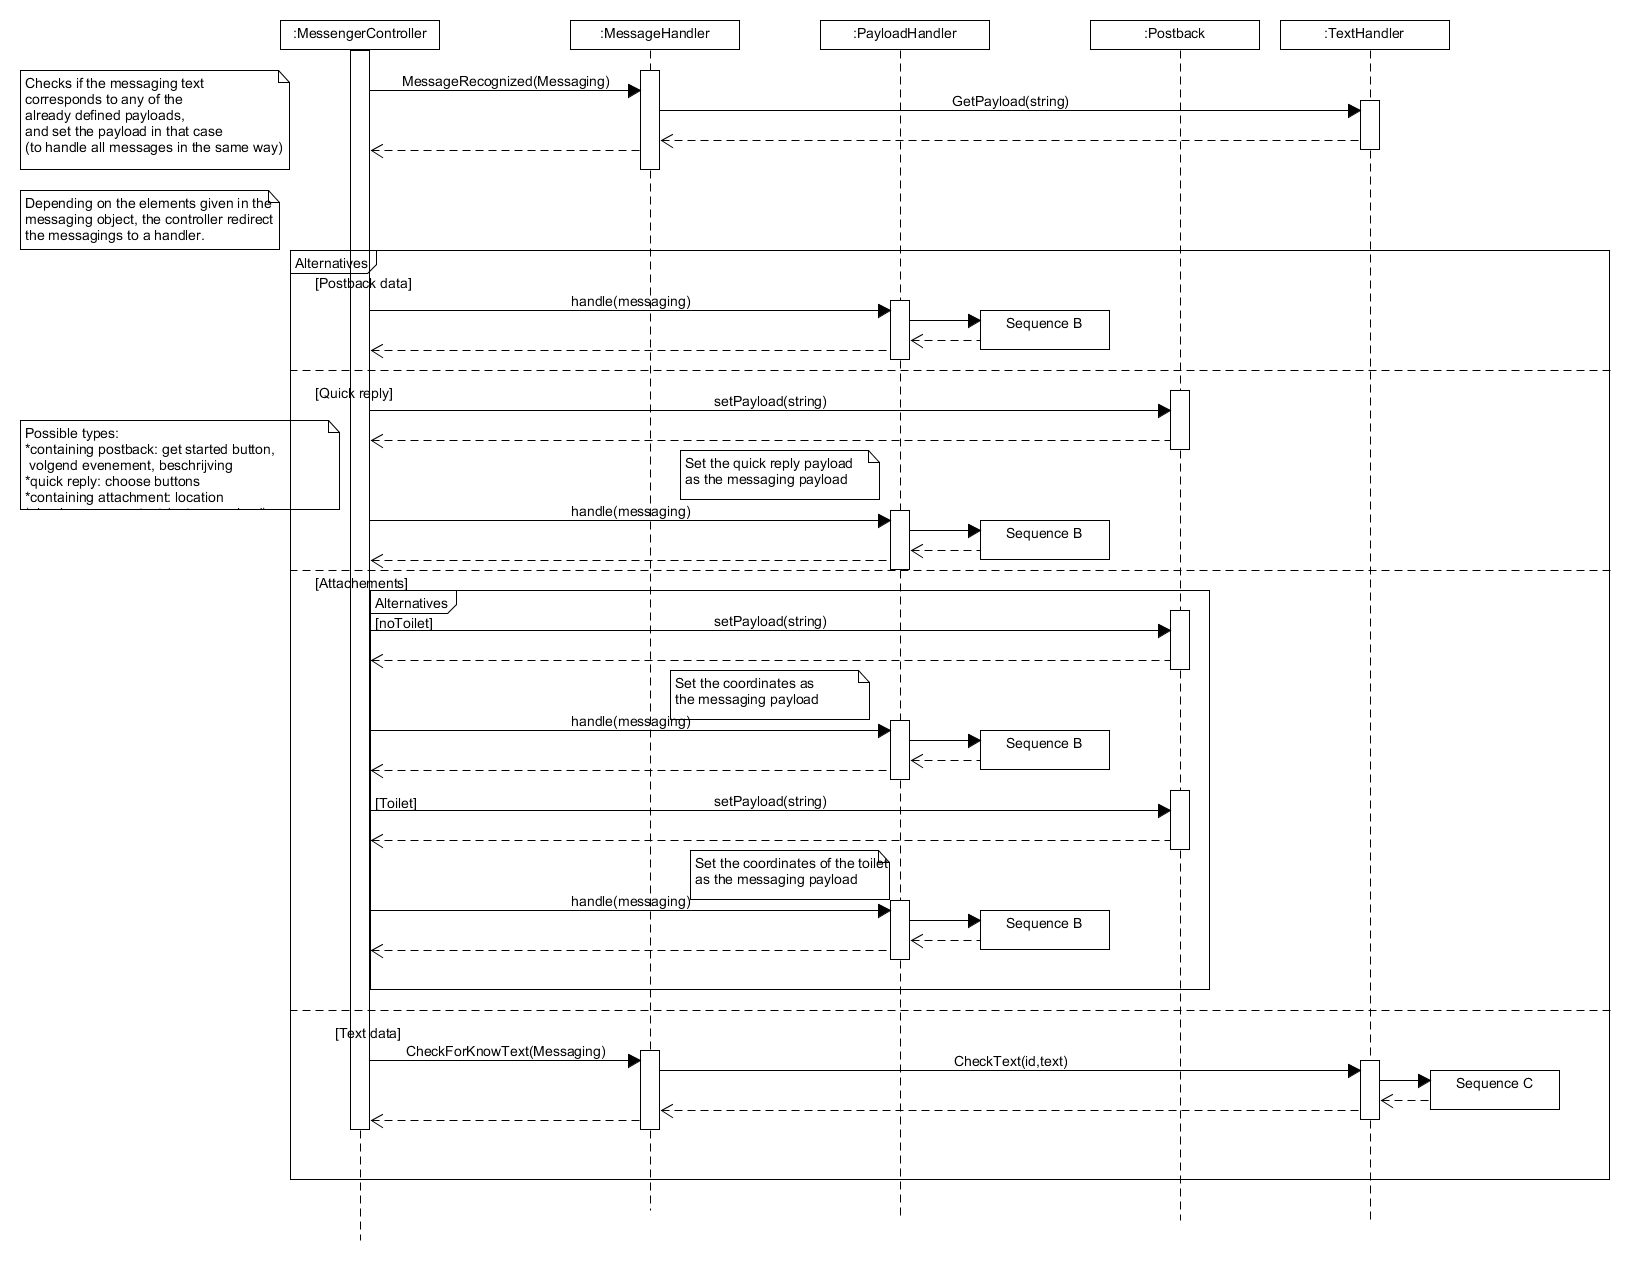 :MessengerController
:MessageHandler
:PayloadHandler
:Postback
:TextHandler
Checks if the messaging text
corresponds to any of the
already defined payloads,
and set the payload in that case
(to handle all messages in the same way)
MessageRecognized(Messaging)
GetPayload(string)
Depending on the elements given in the
messaging object, the controller redirect
the messagings to a handler.
Alternatives
[Postback data]
handle(messaging)
Sequence B
[Quick reply]
setPayload(string)
Possible types:
*containing postback: get started button,
volgend evenement, beschrijving
*quick reply: choose buttons
*containing attachment: location
Set the quick reply payload
as the messaging payload
handle(messaging)
Sequence B
[Attachements]
Alternatives
[noToilet]
setPayload(string)
Set the coordinates as
the messaging payload
handle(messaging)
Sequence B
[Toilet]
setPayload(string)
Set the coordinates of the toilet
as the messaging payload
handle(messaging)
Sequence B
[Text data]
CheckForKnowText(Messaging)
CheckText(id,text)
Sequence C